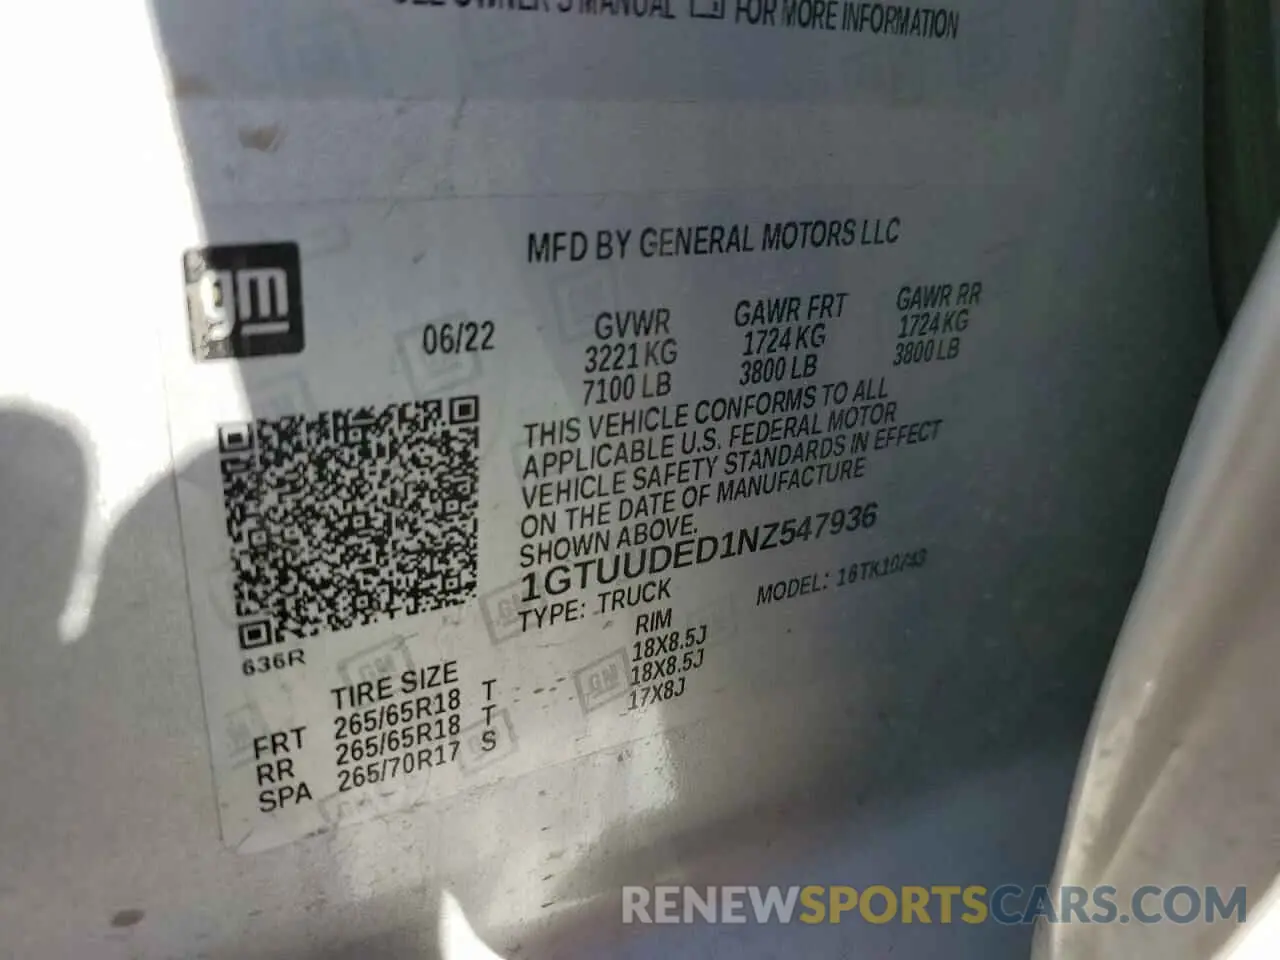 OWNER'S MANUAL FOR MORE INFORMATION
gm
MFD BY GENERAL MOTORS LLC
06/22
GVWR
3221 KG
7100 LB
GAWR FRT
1724 KG
3800 LB
GAWR RR
1724 KG
3800 LB
THIS VEHICLE CONFORMS TO ALL
APPLICABLE U.S. FEDERAL MOTOR
VEHICLE SAFETY STANDARDS IN EFFECT
ON THE DATE OF MANUFACTURE
SHOWN ABOVE.
1GTUUDED1NZ547936
TYPE: TRUCK
MODEL: 16TK10743
636R
TIRE SIZE RIM
FRT 265/65R18 T 18X8.5J
RR 265/65R18 T 18X8.5J
SPA 265/70R17 S 17X8J
RENEWSPORTSCARS.COM